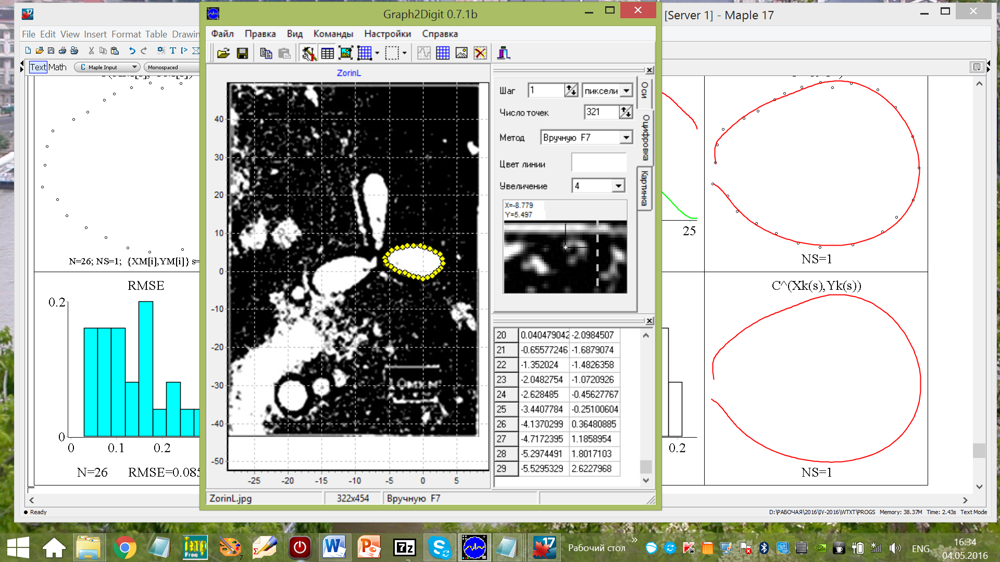 Graph2Digit 0.7.1b
[Server 1] - Maple 17
File Edit View Insert Format Table
Файл Правка Вид Команды Настройки Справка
Text Math C Maple Input Monospaced
ZorinL
Шаг 1 пиксели
Число точек 321
Метод Вручную F7
Цвет линии
Увеличение 4
Оси
Оцифровка
Картинка
X=-8.779
Y=5.497
40
30
20
10
0
-10
-20
-30
-40
-50
-25 -20 -15 -10 -5 0 5
20 0.040479042 -2.0984507
21 -0.65577246 -1.6879074
22 -1.352024 -1.4826358
23 -2.0482754 -1.0720926
24 -2.628485 -0.45627767
25 -3.4407784 -0.25100604
26 -4.1370299 0.36480885
27 -4.7172395 1.1858954
28 -5.2974491 1.8017103
29 -5.5295329 2.6227968
ZorinL.jpg 322x454 Вручную F7
N=26; NS=1; {XM[i],YM[i]} s=
RMSE
0.2
0
0 0.1 0.2
N=26 RMSE=0.085
25
0.2
NS=1
C^(Xk(s),Yk(s))
NS=1
Ready
D:\РАБОЧАЯ\2016\IV-2016\WTXT\PROGS Memory: 38.37M Time: 2.43s Text Mode
Рабочий стол
ENG
16:34
04.05.2016